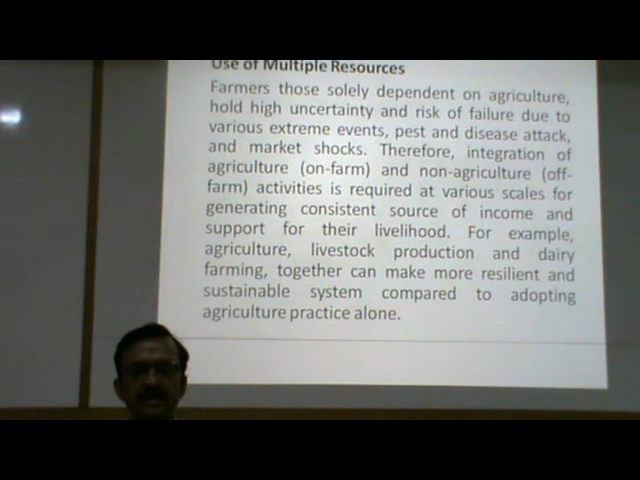 Use of Multiple Resources
Farmers those solely dependent on agriculture,
hold high uncertainty and risk of failure due to
various extreme events, pest and disease attack,
and market shocks. Therefore, integration of
agriculture (on-farm) and non-agriculture (off-
farm) activities is required at various scales for
generating consistent source of income and
support for their livelihood. For example,
agriculture, livestock production and dairy
farming, together can make more resilient and
sustainable system compared to adopting
agriculture practice alone.